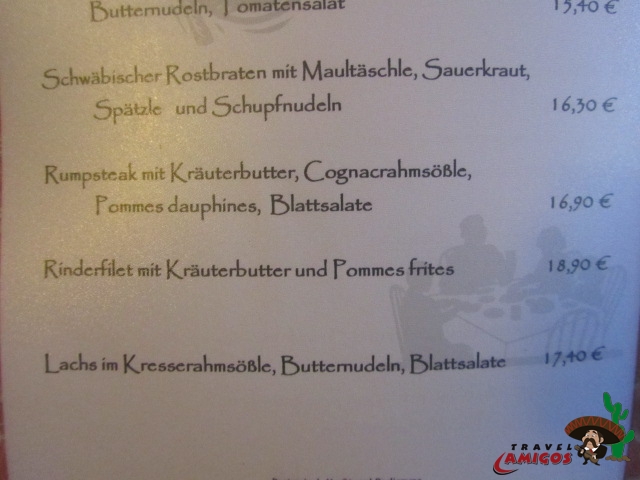 Butternudeln, Tomatensalat 15,40 €
Schwäbischer Rostbraten mit Maultäschle, Sauerkraut,
Spätzle und Schupfnudeln 16,30 €
Rumpsteak mit Kräuterbutter, Cognacrahmsößle,
Pommes dauphines, Blattsalate 16,90 €
Rinderfilet mit Kräuterbutter und Pommes frites 18,90 €
Lachs im Kresserahmsößle, Butternudeln, Blattsalate 17,40 €
TRAVEL
AMIGOS